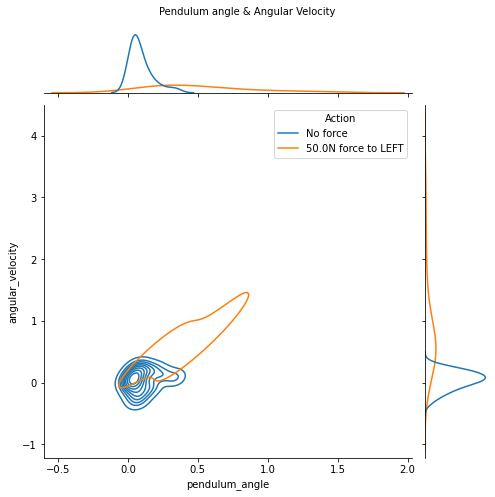 Pendulum angle & Angular Velocity
Action
No force
50.0N force to LEFT
4
3
2
1
0
−1
angular_velocity
−0.5
0.0
0.5
1.0
1.5
2.0
pendulum_angle